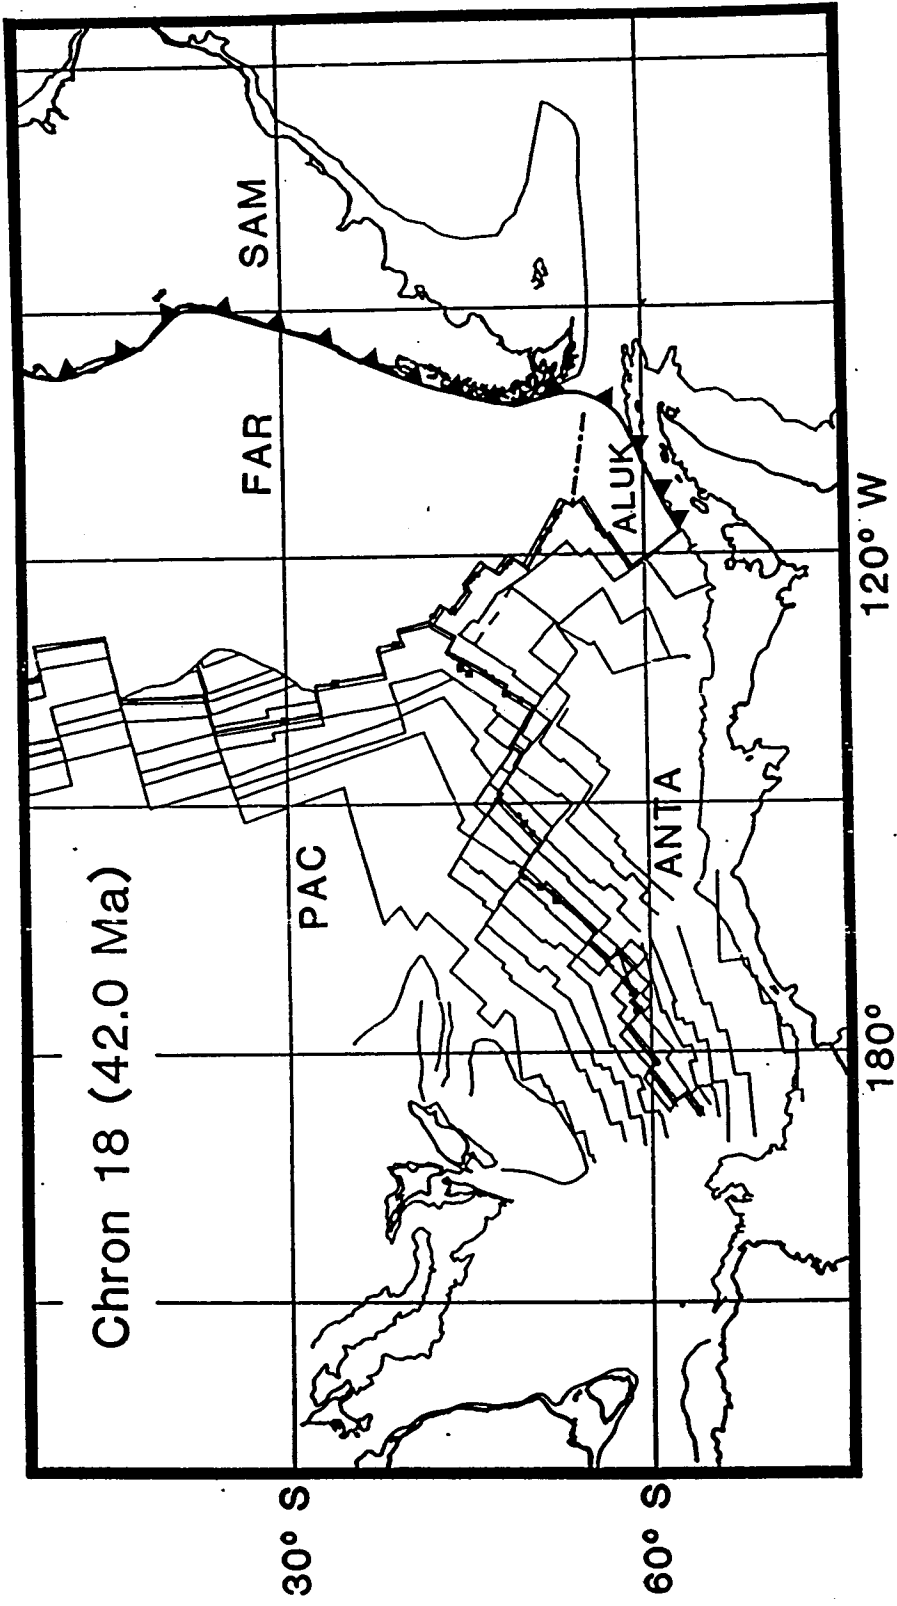 Chron 18 (42.0 Ma)
PAC
FAR
SAM
ALUK
ANTA
30° S
60° S
180°
120° W